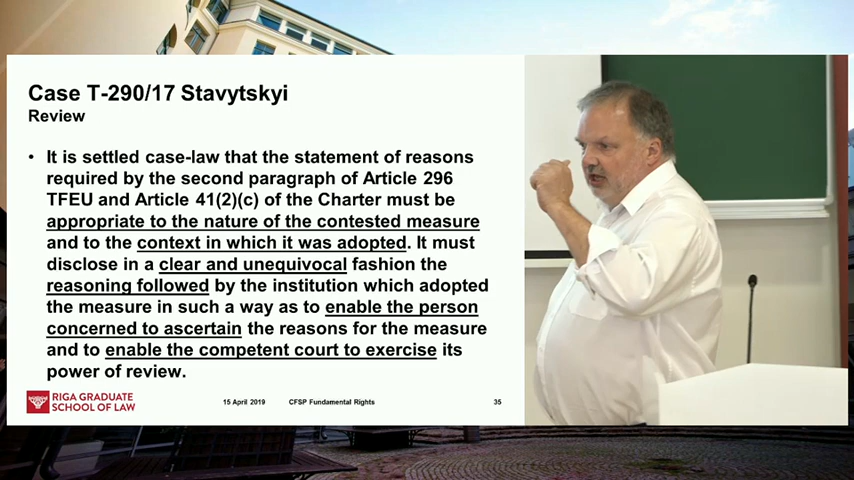 Case T-290/17 Stavytskyi
Review
• It is settled case-law that the statement of reasons
required by the second paragraph of Article 296
TFEU and Article 41(2)(c) of the Charter must be
appropriate to the nature of the contested measure
and to the context in which it was adopted. It must
disclose in a clear and unequivocal fashion the
reasoning followed by the institution which adopted
the measure in such a way as to enable the person
concerned to ascertain the reasons for the measure
and to enable the competent court to exercise its
power of review.
RIGA GRADUATE
SCHOOL OF LAW
15 April 2019 CFSP Fundamental Rights 35